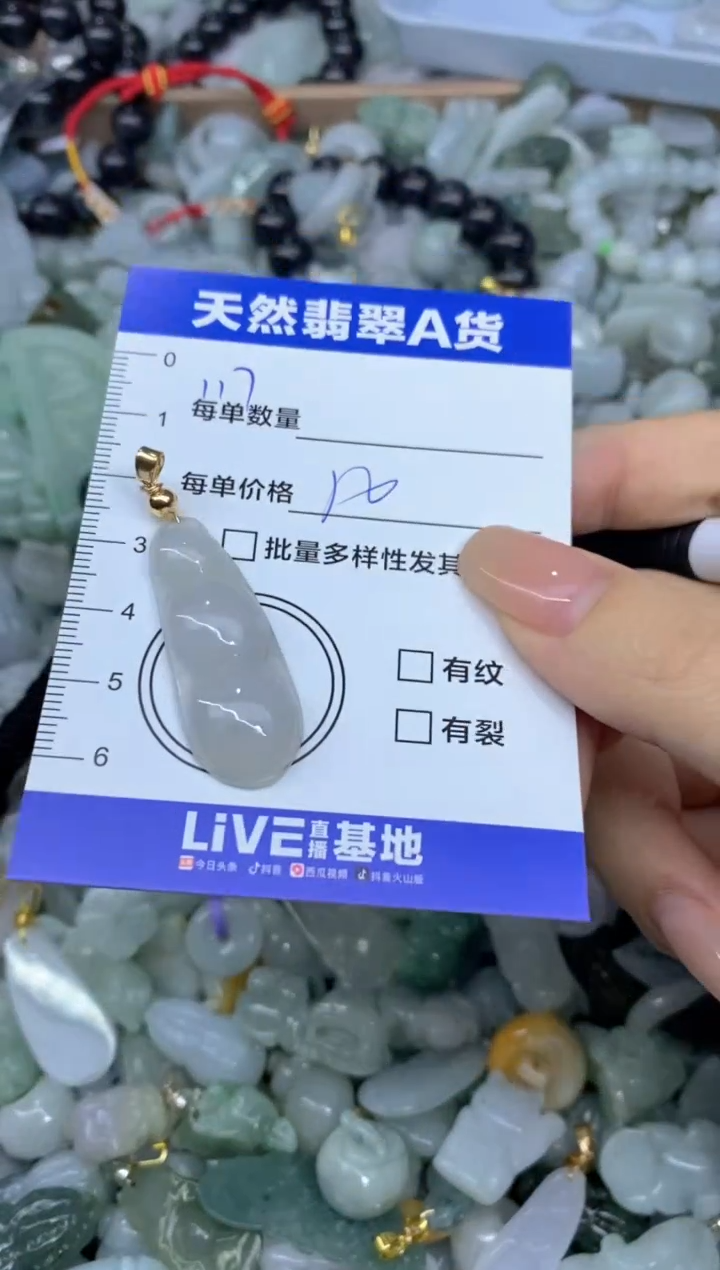 天然翡翠A货
0
117
1
每单数量
每单价格
3
批量多样性发其
4
有纹
5
有裂
6
LiVE直播基地
今日头条 抖音 西瓜视频 抖音火山版